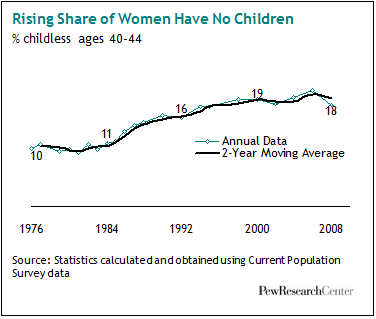 Rising Share of Women Have No Children
% childless ages 40-44
10
11
16
19
18
Annual Data
2-Year Moving Average
1976 1984 1992 2000 2008
Source: Statistics calculated and obtained using Current Population
Survey data
PewResearchCenter